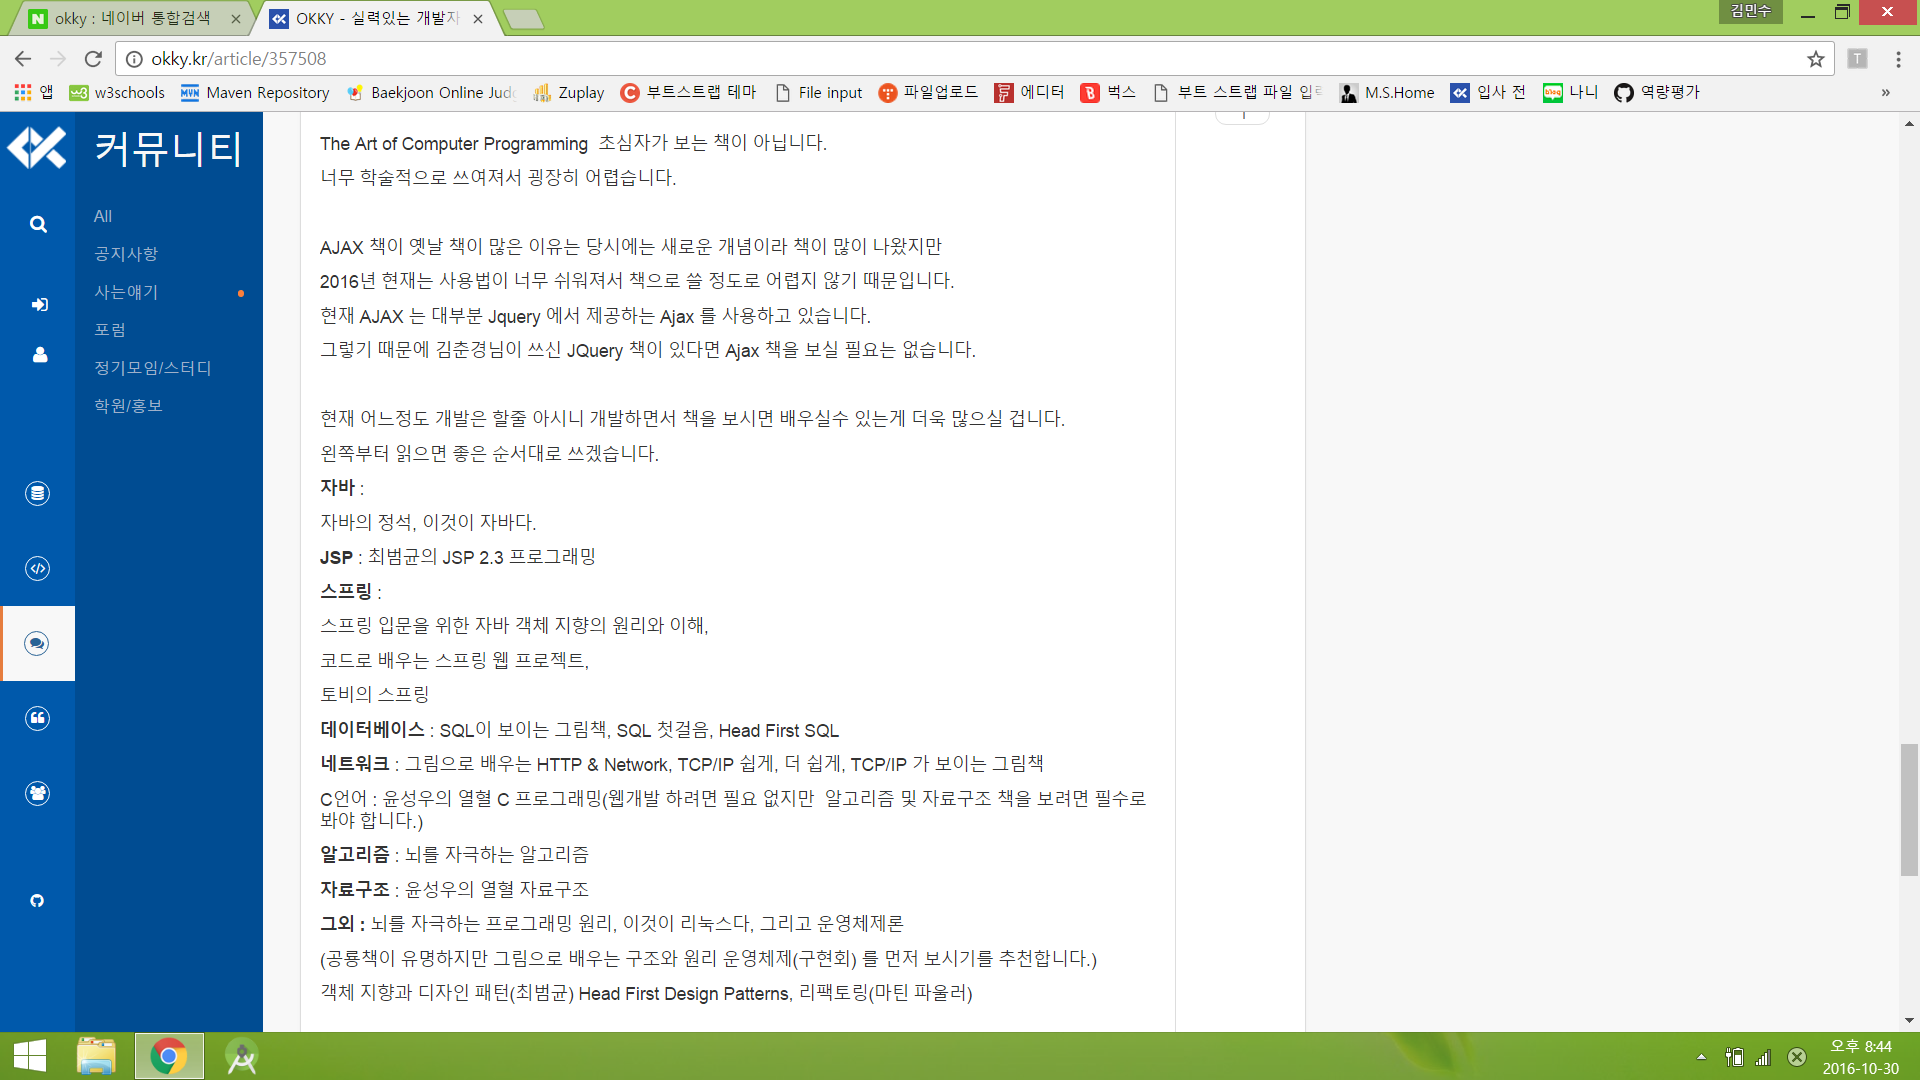 okky : 네이버 통합검색
OKKY - 실력있는 개발자
김민수
okky.kr/article/357508
T
앱 w3schools Maven Repository Baekjoon Online Jud Zuplay 부트스트랩 테마 File input 파일업로드 에디터 벅스 부트 스트랩 파일 입력 M.S.Home 입사 전 나니 역량평가 »
커뮤니티
All
공지사항
사는얘기
포럼
정기모임/스터디
학원/홍보
The Art of Computer Programming 초심자가 보는 책이 아닙니다.
너무 학술적으로 쓰여져서 굉장히 어렵습니다.
AJAX 책이 옛날 책이 많은 이유는 당시에는 새로운 개념이라 책이 많이 나왔지만
2016년 현재는 사용법이 너무 쉬워져서 책으로 쓸 정도로 어렵지 않기 때문입니다.
현재 AJAX 는 대부분 Jquery 에서 제공하는 Ajax 를 사용하고 있습니다.
그렇기 때문에 김춘경님이 쓰신 JQuery 책이 있다면 Ajax 책을 보실 필요는 없습니다.
현재 어느정도 개발은 할줄 아시니 개발하면서 책을 보시면 배우실수 있는게 더욱 많으실 겁니다.
왼쪽부터 읽으면 좋은 순서대로 쓰겠습니다.
자바 :
자바의 정석, 이것이 자바다.
JSP : 최범균의 JSP 2.3 프로그래밍
스프링 :
스프링 입문을 위한 자바 객체 지향의 원리와 이해,
코드로 배우는 스프링 웹 프로젝트,
토비의 스프링
데이터베이스 : SQL이 보이는 그림책, SQL 첫걸음, Head First SQL
네트워크 : 그림으로 배우는 HTTP & Network, TCP/IP 쉽게, 더 쉽게, TCP/IP 가 보이는 그림책
C언어 : 윤성우의 열혈 C 프로그래밍(웹개발 하려면 필요 없지만 알고리즘 및 자료구조 책을 보려면 필수로
봐야 합니다.)
알고리즘 : 뇌를 자극하는 알고리즘
자료구조 : 윤성우의 열혈 자료구조
그외 : 뇌를 자극하는 프로그래밍 원리, 이것이 리눅스다, 그리고 운영체제론
(공룡책이 유명하지만 그림으로 배우는 구조와 원리 운영체제(구현회) 를 먼저 보시기를 추천합니다.)
객체 지향과 디자인 패턴(최범균) Head First Design Patterns, 리팩토링(마틴 파울러)
오후 8:44
2016-10-30